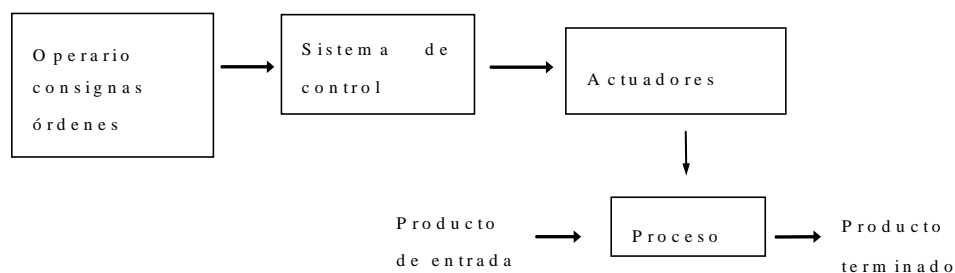 Operario
consignas
órdenes
Sistema de
control
Actuadores
Producto
de entrada
Proceso
Producto
terminado